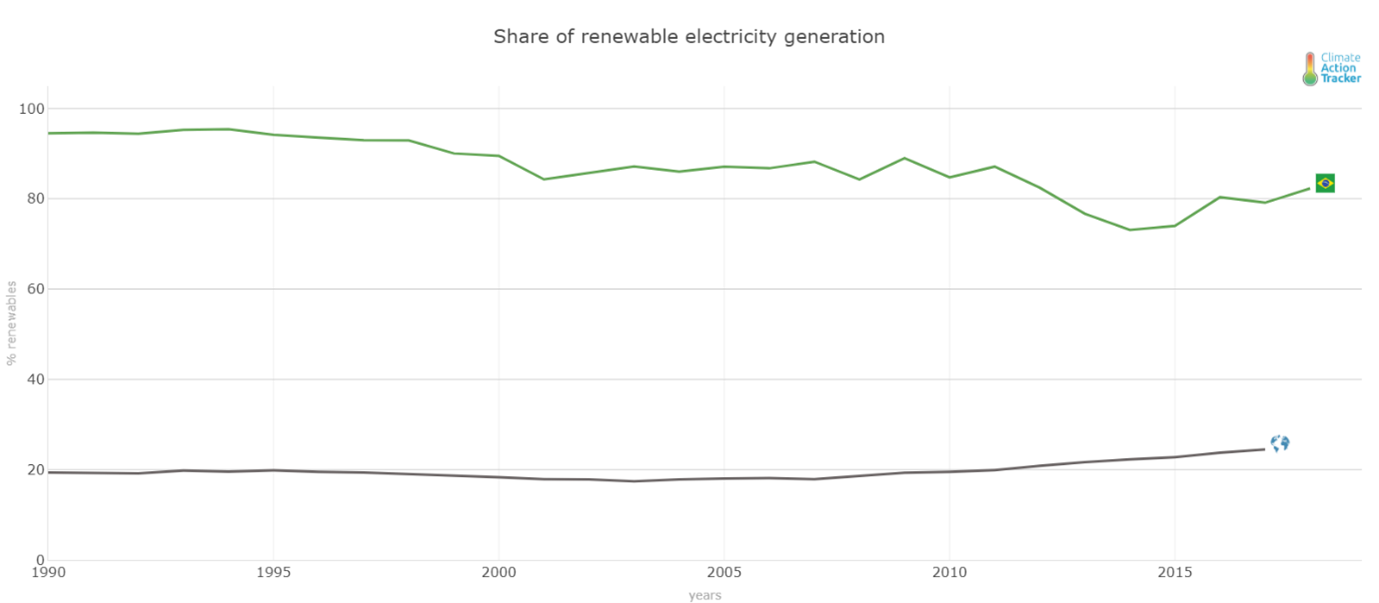 Share of renewable electricity generation
Climate
Action
Tracker
100
80
60
40
20
0
% renewables
1990 1995 2000 2005 2010 2015
years